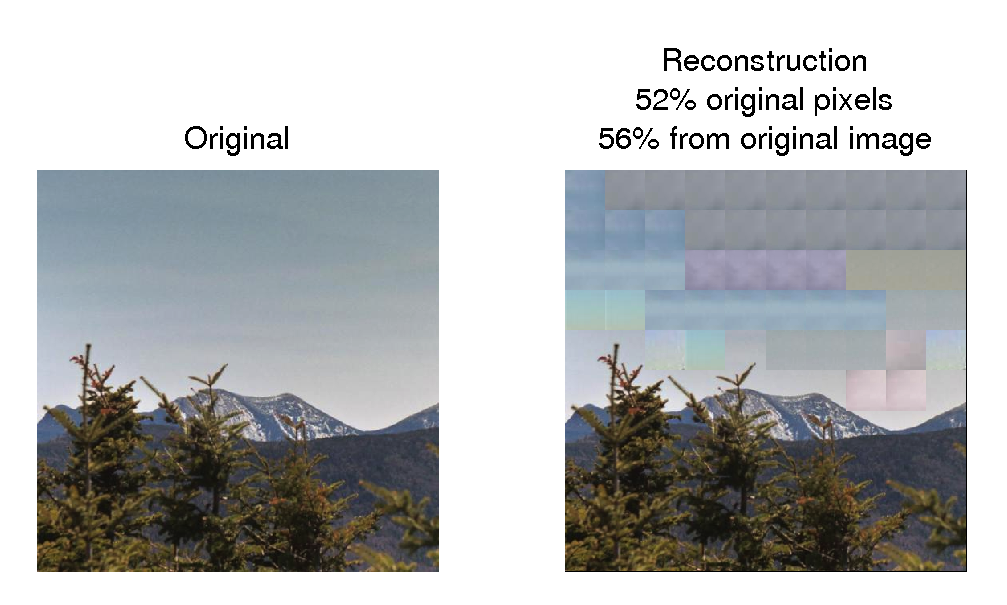 Original
Reconstruction
52% original pixels
56% from original image